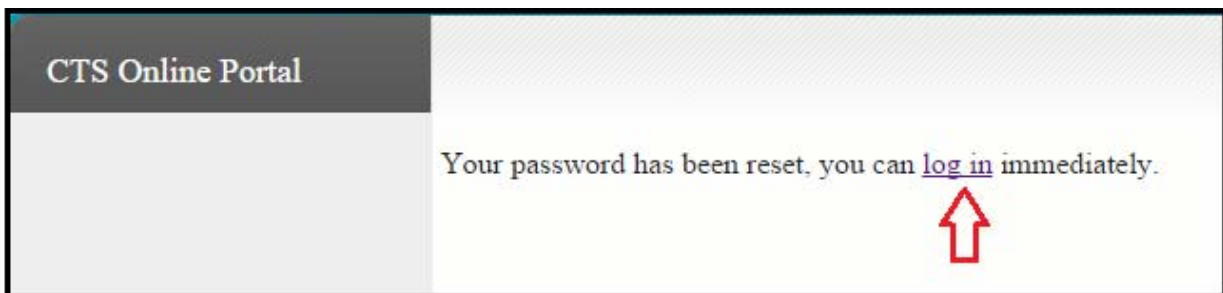 CTS Online Portal
Your password has been reset, you can log in immediately.